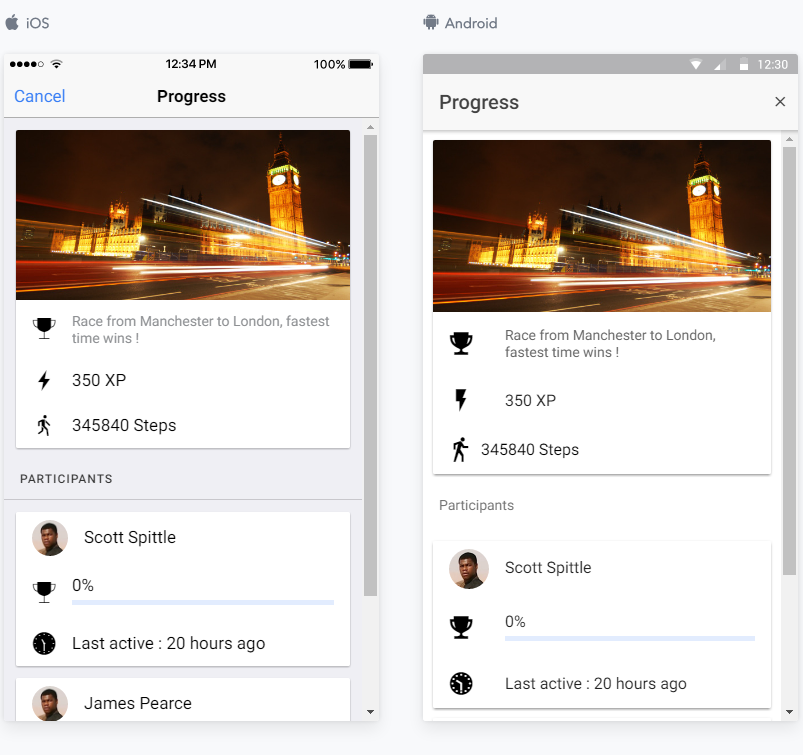 iOS
12:34 PM
100%
Cancel
Progress
Race from Manchester to London, fastest
time wins !
350 XP
345840 Steps
PARTICIPANTS
Scott Spittle
0%
Last active : 20 hours ago
James Pearce
Android
12:30
Progress
×
Race from Manchester to London,
fastest time wins !
350 XP
345840 Steps
Participants
Scott Spittle
0%
Last active : 20 hours ago